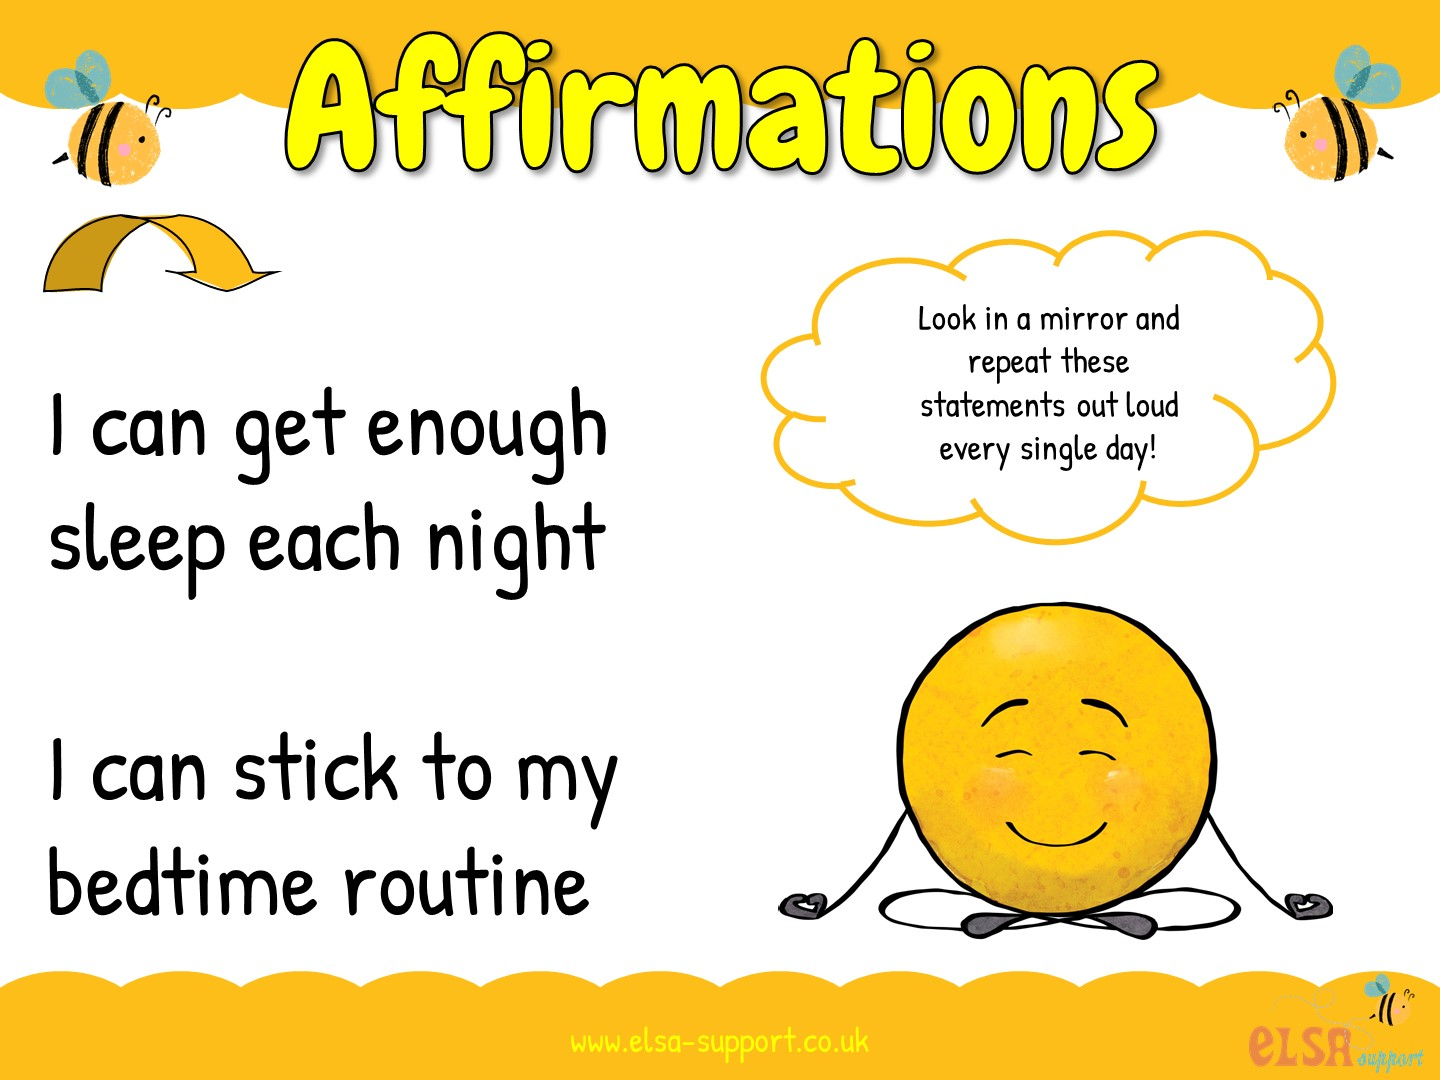 Affirmations
Look in a mirror and
repeat these
statements out loud
every single day!
I can get enough
sleep each night
I can stick to my
bedtime routine
www.elsa-support.co.uk
ELSA support